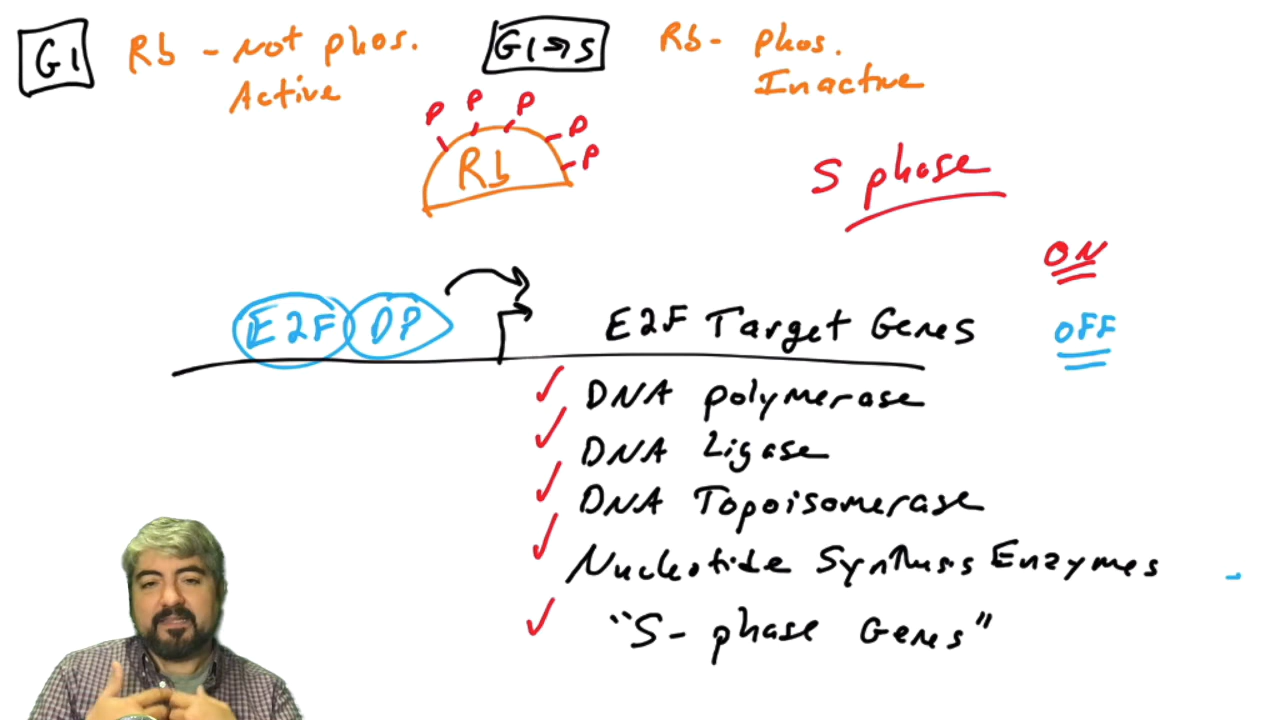 G1 Rb - Not phos. G1→S Rb- phos.
Active Inactive
P P P P P
Rb
S phase
ON
E2F DP E2F Target Genes OFF
DNA polymerase
DNA Ligase
DNA Topoisomerase
Nucleotide Synthesis Enzymes
"S-phase Genes"